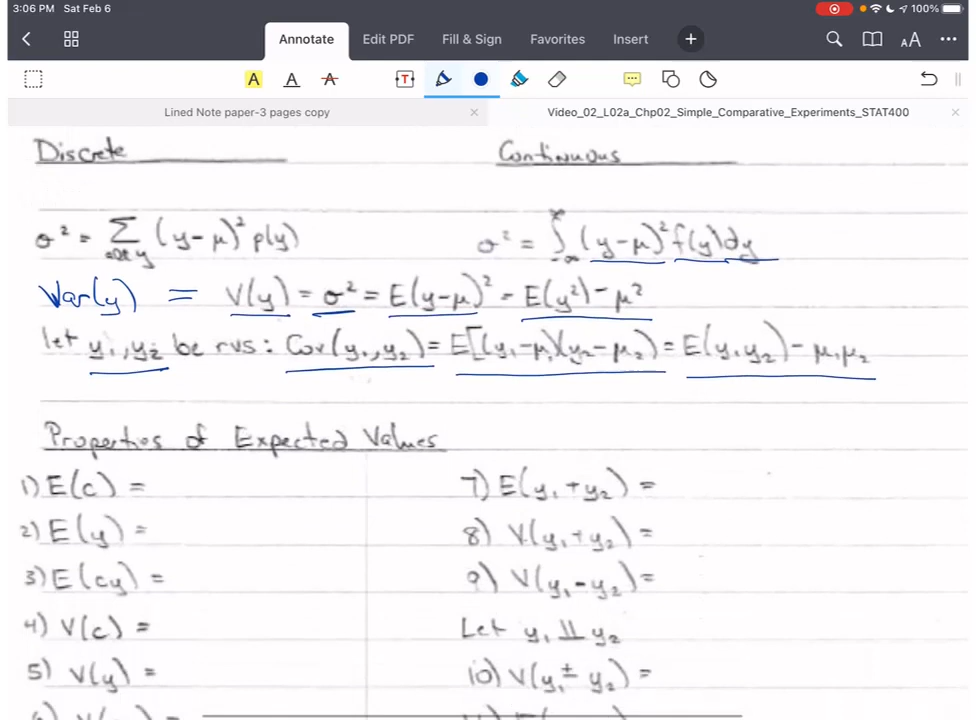 3:06 PM Sat Feb 6
100%
Annotate Edit PDF Fill & Sign Favorites Insert
Lined Note paper-3 pages copy
Video_02_L02a_Chp02_Simple_Comparative_Experiments_STAT400
Discrete
Continuous
σ² = Σ_{all y} (y-μ)² p(y)
σ² = ∫_{-∞}^{∞} (y-μ)² f(y)dy
Var(y) = V(y) = σ² = E(y-μ)² = E(y²) - μ²
let y₁, y₂ be rvs: Cov(y₁, y₂) = E[(y₁-μ₁)(y₂-μ₂) = E(y₁y₂) - μ₁μ₂
Properties of Expected Values
1) E(c) =
2) E(y) =
3) E(cy) =
4) V(c) =
5) V(y) =
7) E(y₁+y₂) =
8) V(y₁+y₂) =
9) V(y₁-y₂) =
Let y₁ ⫫ y₂
10) V(y₁ ± y₂) =